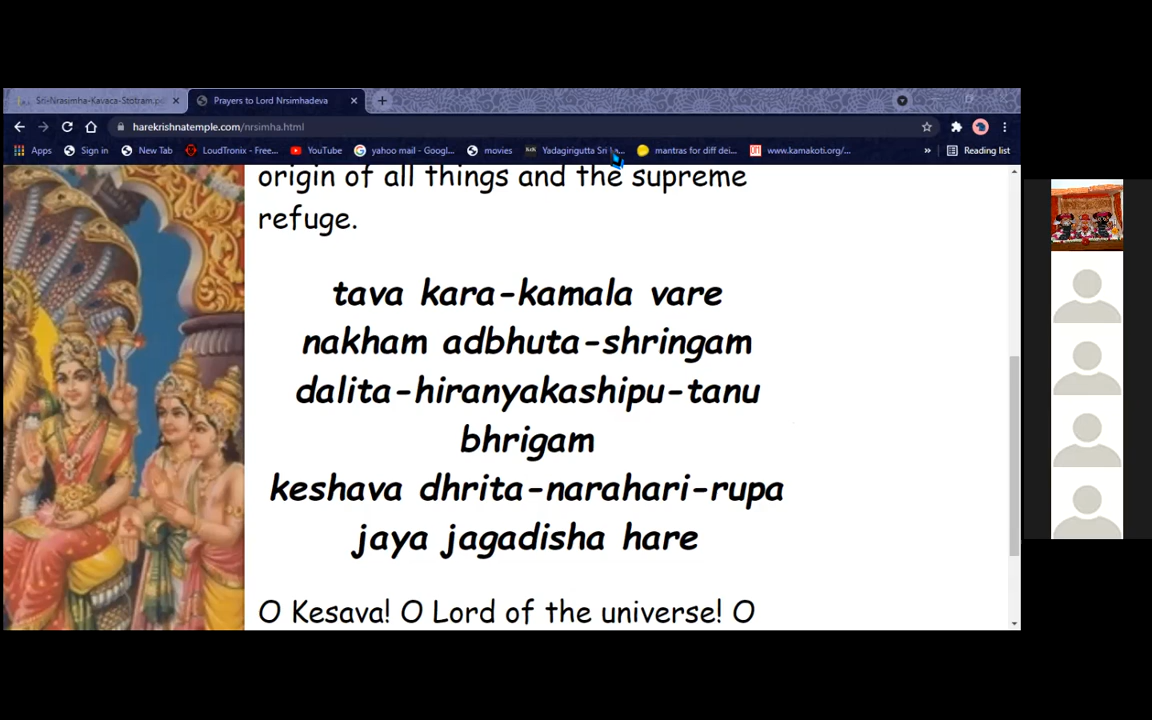 Sri-Nrasimha-Kavaca-Stotram.p
Prayers to Lord Nrsimhadeva
harekrishnatemple.com/nrsimha.html
Apps
Sign in
New Tab
LoudTronix - Free...
YouTube
yahoo mail - Googl...
movies
Yadagirigutta Sri
mantras for diff dei...
www.kamakoti.org/...
»
Reading list
origin of all things and the supreme
refuge.
tava kara-kamala vare
nakham adbhuta-shringam
dalita-hiranyakashipu-tanu
bhrigam
keshava dhrita-narahari-rupa
jaya jagadisha hare
O Kesava! O Lord of the universe! O